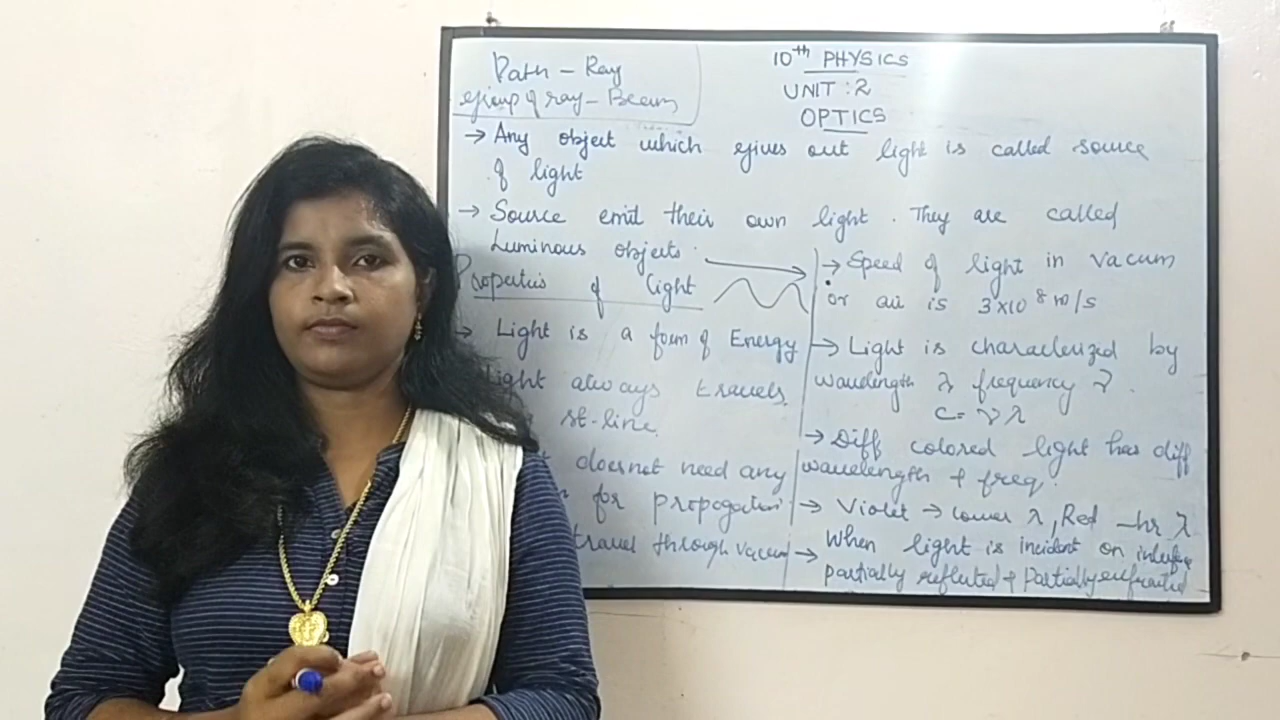 Path - Ray
Group of ray - Beam
10th PHYSICS
UNIT : 2
OPTICS
→ Any object which gives out light is called source
of light
→ Source emit their own light . They are called
Luminous objects .
Properties of light
→ Light is a form of Energy
Light always travels
st-line.
doesnot need any
for propogation
travel through vacuum
→ Speed of light in vacum
or air is 3×10⁸ m/s
→ Light is characterized by
wavelength λ frequency ν .
C = ν λ
→ Diff colored light has diff
wavelength & freq.
→ Violet → lower λ, Red - hr λ
→ When light is incident on interface
partially reflected & partially refracted